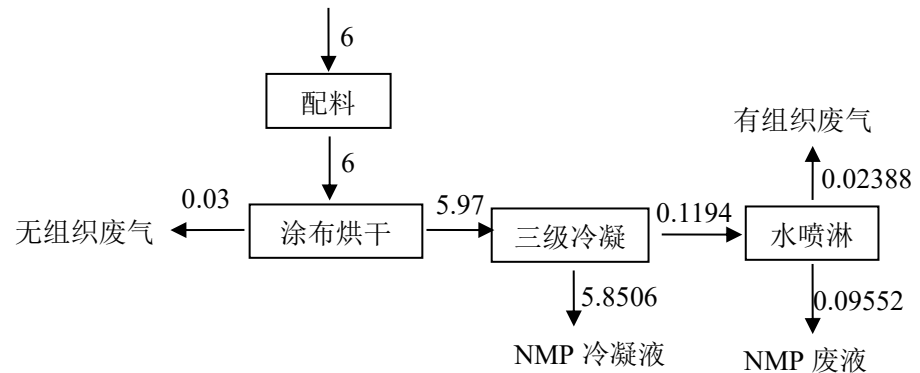 6
配料
有组织废气
6
0.02388
0.03
5.97
0.1194
无组织废气
涂布烘干
三级冷凝
水喷淋
5.8506
0.09552
NMP 冷凝液
NMP 废液